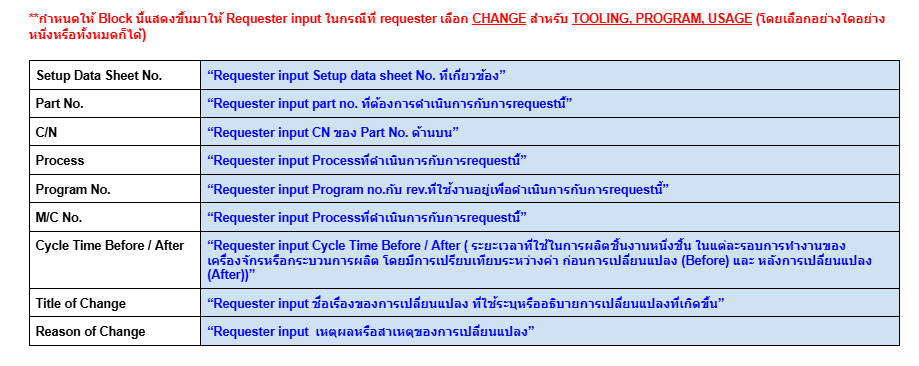 **กำหนดให้ Block นี้แสดงขึ้นมาให้ Requester input ในกรณีที่ requester เลือก CHANGE สำหรับ TOOLING, PROGRAM, USAGE (โดยเลือกอย่างใดอย่าง
หนึ่งหรือทั้งหมดก็ได้)
Setup Data Sheet No. “Requester input Setup data sheet No. ที่เกี่ยวข้อง”
Part No. “Requester input part no. ที่ต้องการดำเนินการกับการrequestนี้”
C/N “Requester input CN ของ Part No. ด้านบน”
Process “Requester input Processที่ดำเนินการกับการrequestนี้”
Program No. “Requester input Program no.กับ rev.ที่ใช้งานอยู่เพื่อดำเนินการกับการrequestนี้”
M/C No. “Requester input Processที่ดำเนินการกับการrequestนี้”
Cycle Time Before / After “Requester input Cycle Time Before / After ( ระยะเวลาที่ใช้ในการผลิตชิ้นงานหนึ่งชิ้น ในแต่ละรอบการทำงานของ
เครื่องจักรหรือกระบวนการผลิต โดยมีการเปรียบเทียบระหว่างค่า ก่อนการเปลี่ยนแปลง (Before) และ หลังการเปลี่ยนแปลง
(After))”
Title of Change “Requester input ชื่อเรื่องของการเปลี่ยนแปลง ที่ใช้ระบุหรืออธิบายการเปลี่ยนแปลงที่เกิดขึ้น”
Reason of Change “Requester input เหตุผลหรือสาเหตุของการเปลี่ยนแปลง”